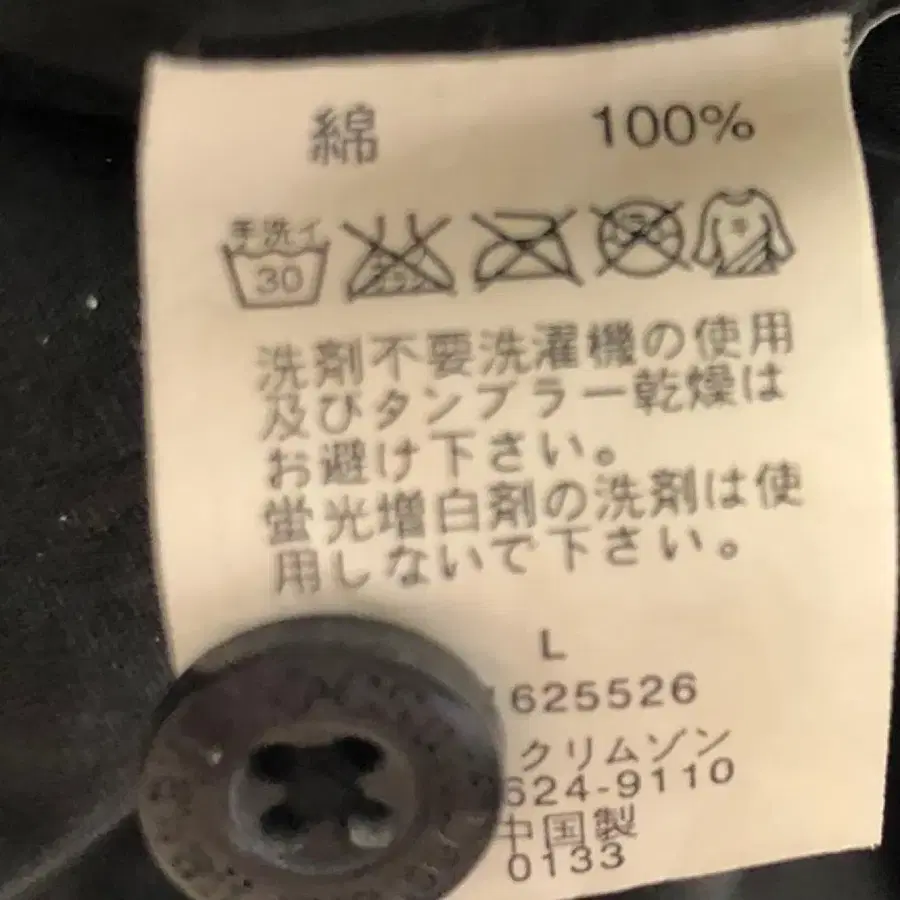 綿 100%
手洗イ
30
洗剤不要洗濯機の使用
及びタンブラー乾燥は
お避け下さい。
蛍光増白剤の洗剤は使
用しないで下さい。
L
1625526
クリムゾン
624-9110
中国製
0133